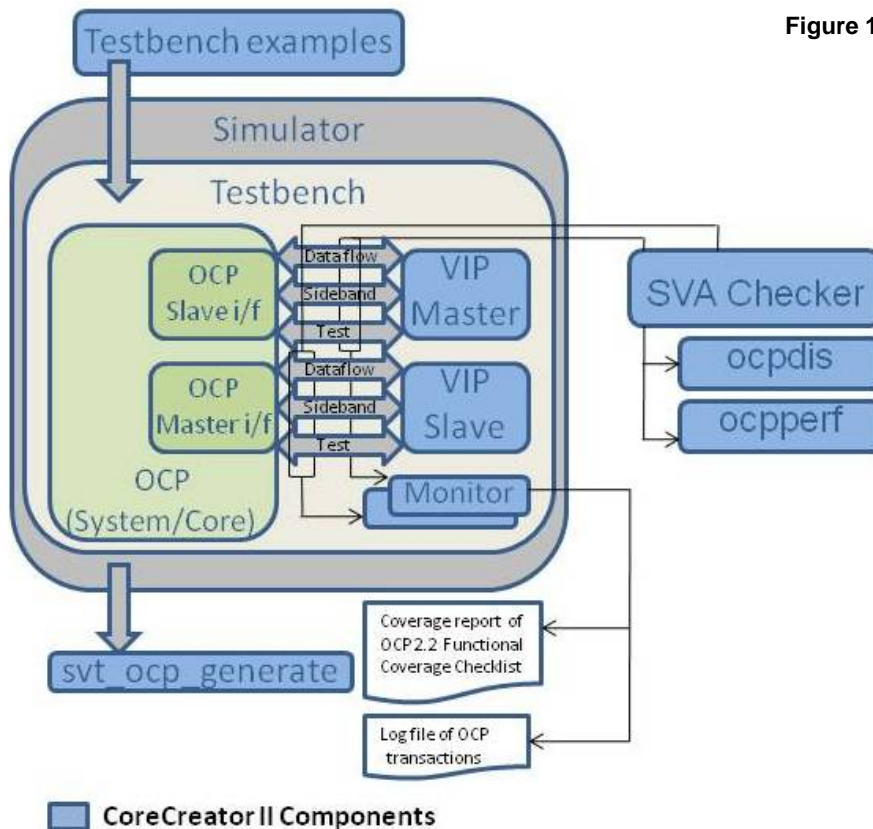 Figure 1
Testbench examples
Simulator
Testbench
OCP
Slave i/f
Dataflow
Sideband
Test
VIP
Master
SVA Checker
ocpdis
ocpperf
OCP
Master i/f
Dataflow
Sideband
Test
VIP
Slave
OCP
(System/Core)
Monitor
svt_ocp_generate
Coverage report of
OCP2.2 Functional
Coverage Checklist
Log file of OCP
transactions
CoreCreator II Components